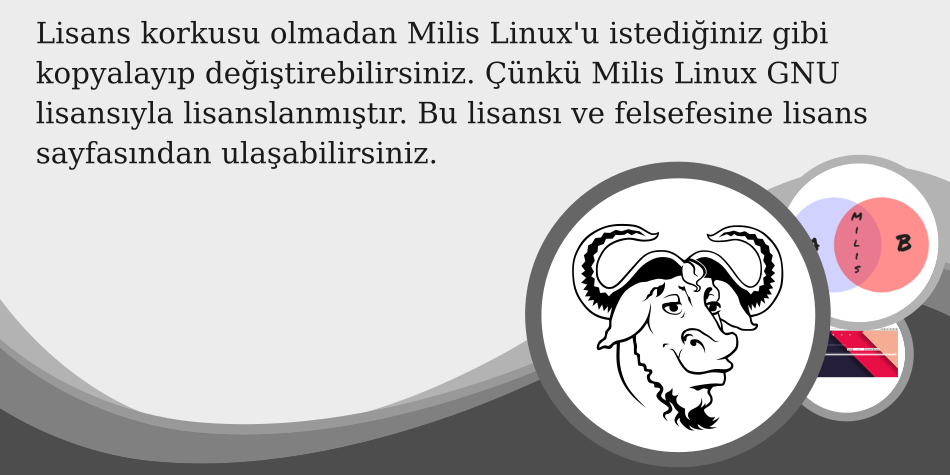 Lisans korkusu olmadan Milis Linux'u istediğiniz gibi
kopyalayıp değiştirebilirsiniz. Çünkü Milis Linux GNU
lisansıyla lisanslanmıştır. Bu lisansı ve felsefesine lisans
sayfasından ulaşabilirsiniz.
A
MILIS
B